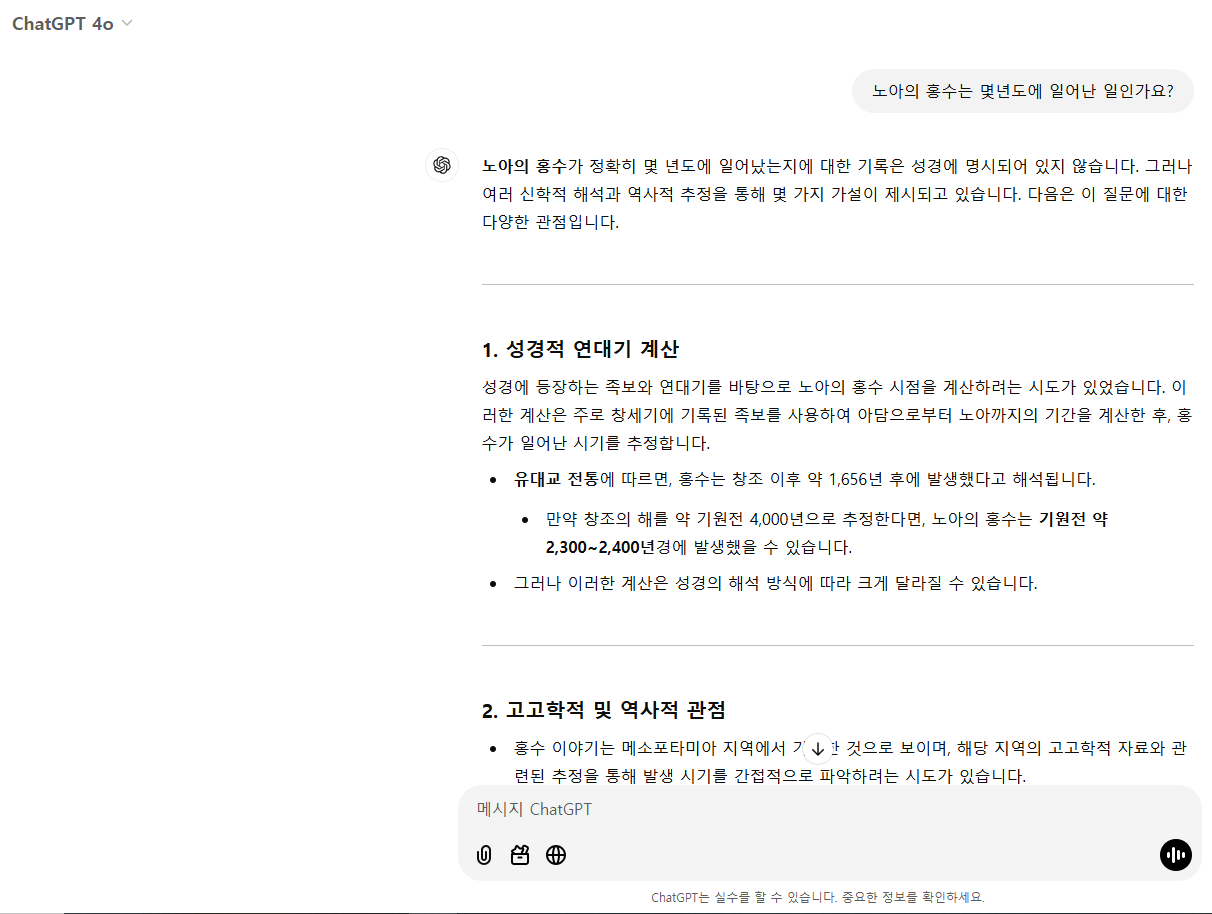 ChatGPT 4o
노아의 홍수는 몇년도에 일어난 일인가요?
노아의 홍수가 정확히 몇 년도에 일어났는지에 대한 기록은 성경에 명시되어 있지 않습니다. 그러나
여러 신학적 해석과 역사적 추정을 통해 몇 가지 가설이 제시되고 있습니다. 다음은 이 질문에 대한
다양한 관점입니다.
1. 성경적 연대기 계산
성경에 등장하는 족보와 연대기를 바탕으로 노아의 홍수 시점을 계산하려는 시도가 있었습니다. 이
러한 계산은 주로 창세기에 기록된 족보를 사용하여 아담으로부터 노아까지의 기간을 계산한 후, 홍
수가 일어난 시기를 추정합니다.
• 유대교 전통에 따르면, 홍수는 창조 이후 약 1,656년 후에 발생했다고 해석됩니다.
• 만약 창조의 해를 약 기원전 4,000년으로 추정한다면, 노아의 홍수는 기원전 약
2,300~2,400년경에 발생했을 수 있습니다.
• 그러나 이러한 계산은 성경의 해석 방식에 따라 크게 달라질 수 있습니다.
2. 고고학적 및 역사적 관점
• 홍수 이야기는 메소포타미아 지역에서 것으로 보이며, 해당 지역의 고고학적 자료와 관
련된 추정을 통해 발생 시기를 간접적으로 파악하려는 시도가 있습니다.
메시지 ChatGPT
ChatGPT는 실수를 할 수 있습니다. 중요한 정보를 확인하세요.